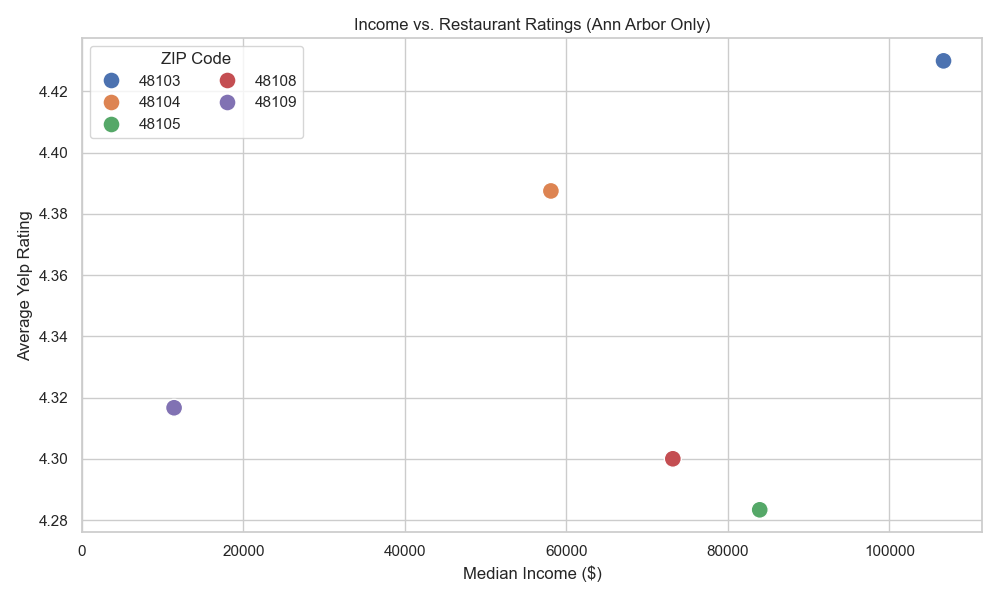 Income vs. Restaurant Ratings (Ann Arbor Only)
ZIP Code
48103
48104
48105
48108
48109
Average Yelp Rating
4.42
4.40
4.38
4.36
4.34
4.32
4.30
4.28
0 20000 40000 60000 80000 100000
Median Income ($)